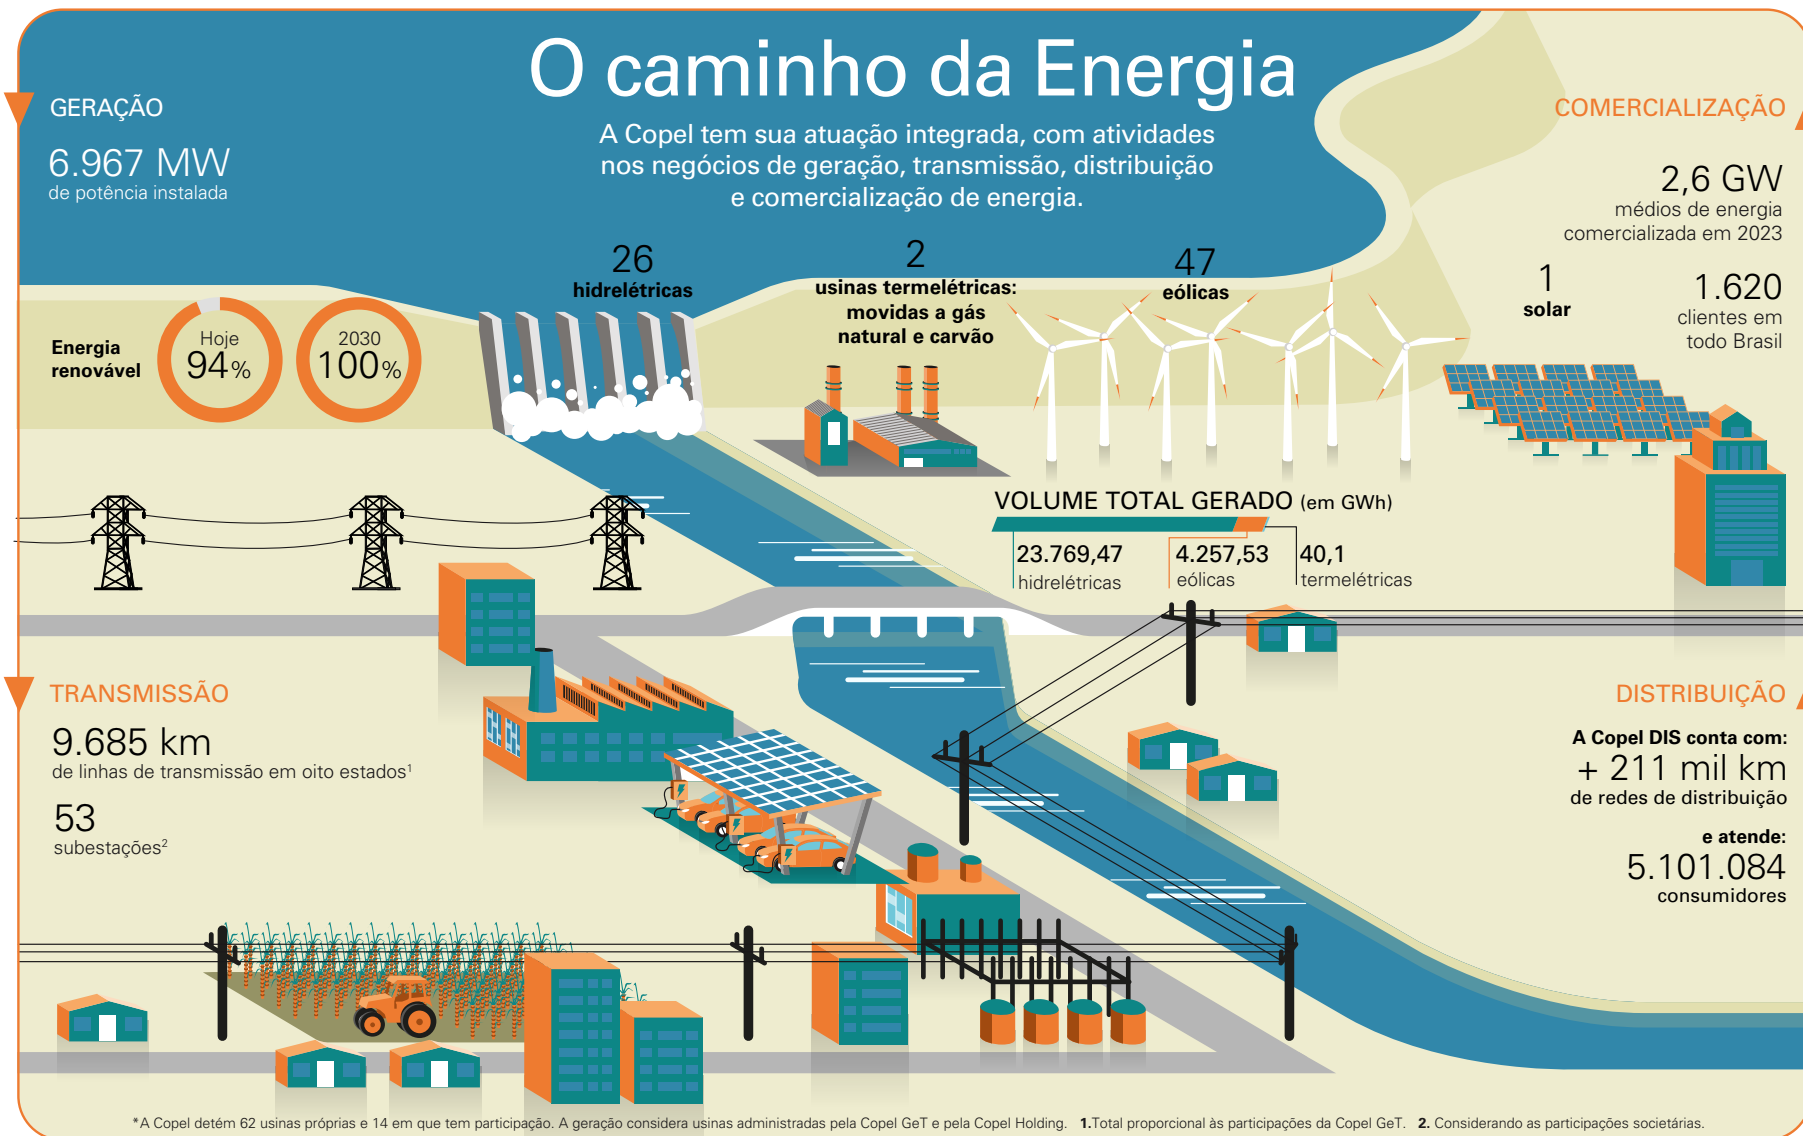 O caminho da Energia
A Copel tem sua atuação integrada, com atividades
nos negócios de geração, transmissão, distribuição
e comercialização de energia.
GERAÇÃO
6.967 MW
de potência instalada
Energia
renovável
Hoje
94%
2030
100%
26
hidrelétricas
2
usinas termelétricas:
movidas a gás
natural e carvão
47
eólicas
1
solar
COMERCIALIZAÇÃO
2,6 GW
médios de energia
comercializada em 2023
1.620
clientes em
todo Brasil
VOLUME TOTAL GERADO (em GWh)
23.769,47
hidrelétricas
4.257,53
eólicas
40,1
termelétricas
TRANSMISSÃO
9.685 km
de linhas de transmissão em oito estados¹
53
subestações²
DISTRIBUIÇÃO
A Copel DIS conta com:
+ 211 mil km
de redes de distribuição
e atende:
5.101.084
consumidores
*A Copel detém 62 usinas próprias e 14 em que tem participação. A geração considera usinas administradas pela Copel GeT e pela Copel Holding. 1.Total proporcional às participações da Copel GeT. 2. Considerando as participações societárias.